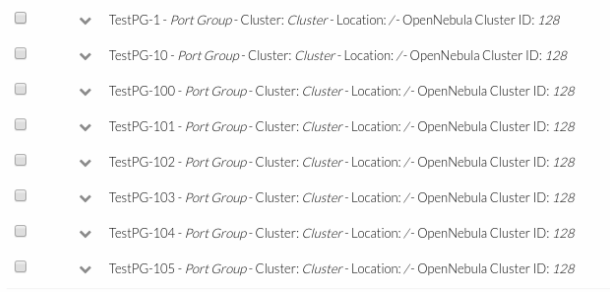 TestPG-1 - Port Group - Cluster: Cluster - Location: /- OpenNebula Cluster ID: 128
TestPG-10 - Port Group - Cluster: Cluster - Location: /- OpenNebula Cluster ID: 128
TestPG-100 - Port Group - Cluster: Cluster - Location: /- OpenNebula Cluster ID: 128
TestPG-101 - Port Group - Cluster: Cluster - Location: /- OpenNebula Cluster ID: 128
TestPG-102 - Port Group - Cluster: Cluster - Location: /- OpenNebula Cluster ID: 128
TestPG-103 - Port Group - Cluster: Cluster - Location: /- OpenNebula Cluster ID: 128
TestPG-104 - Port Group - Cluster: Cluster - Location: /- OpenNebula Cluster ID: 128
TestPG-105 - Port Group - Cluster: Cluster - Location: /- OpenNebula Cluster ID: 128